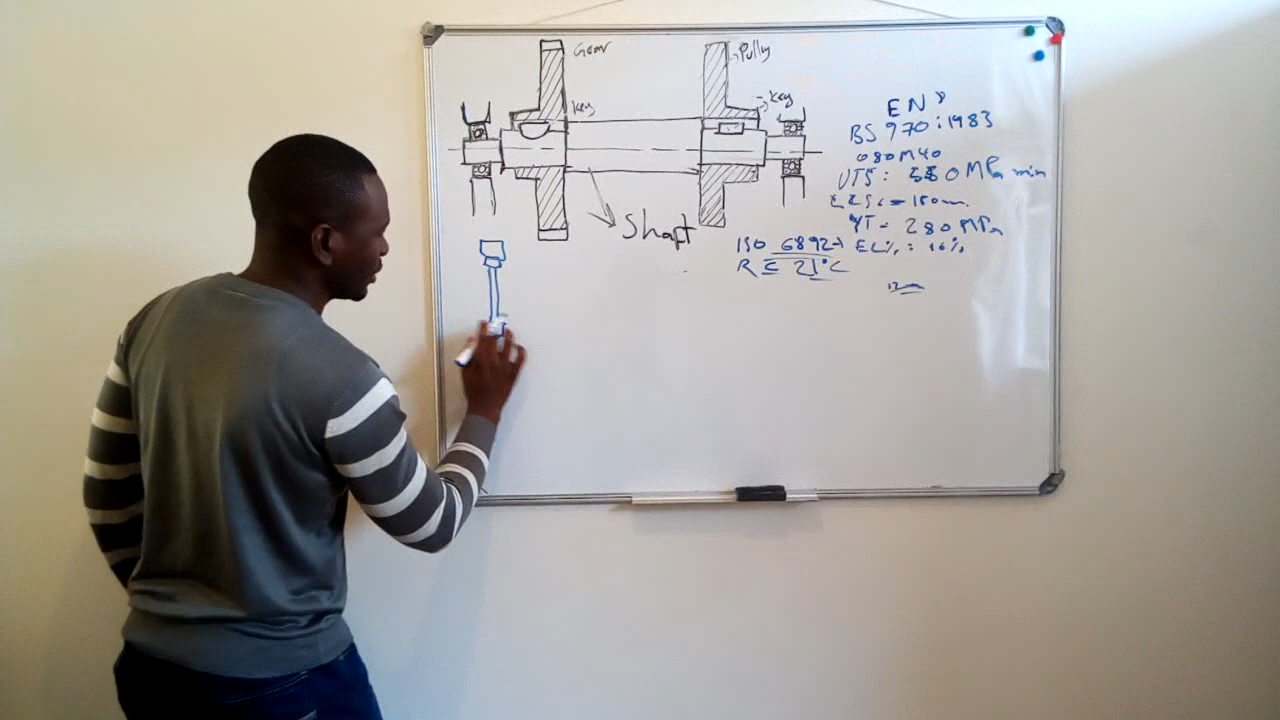 Gear
Pully
Key
Key
Shaft
EN 8
BS 970:1983
080M40
UTS: 550 MPa min
YT = 280 MPa
ISO 6892-1 EL%: 16%
R ≤ 21°C